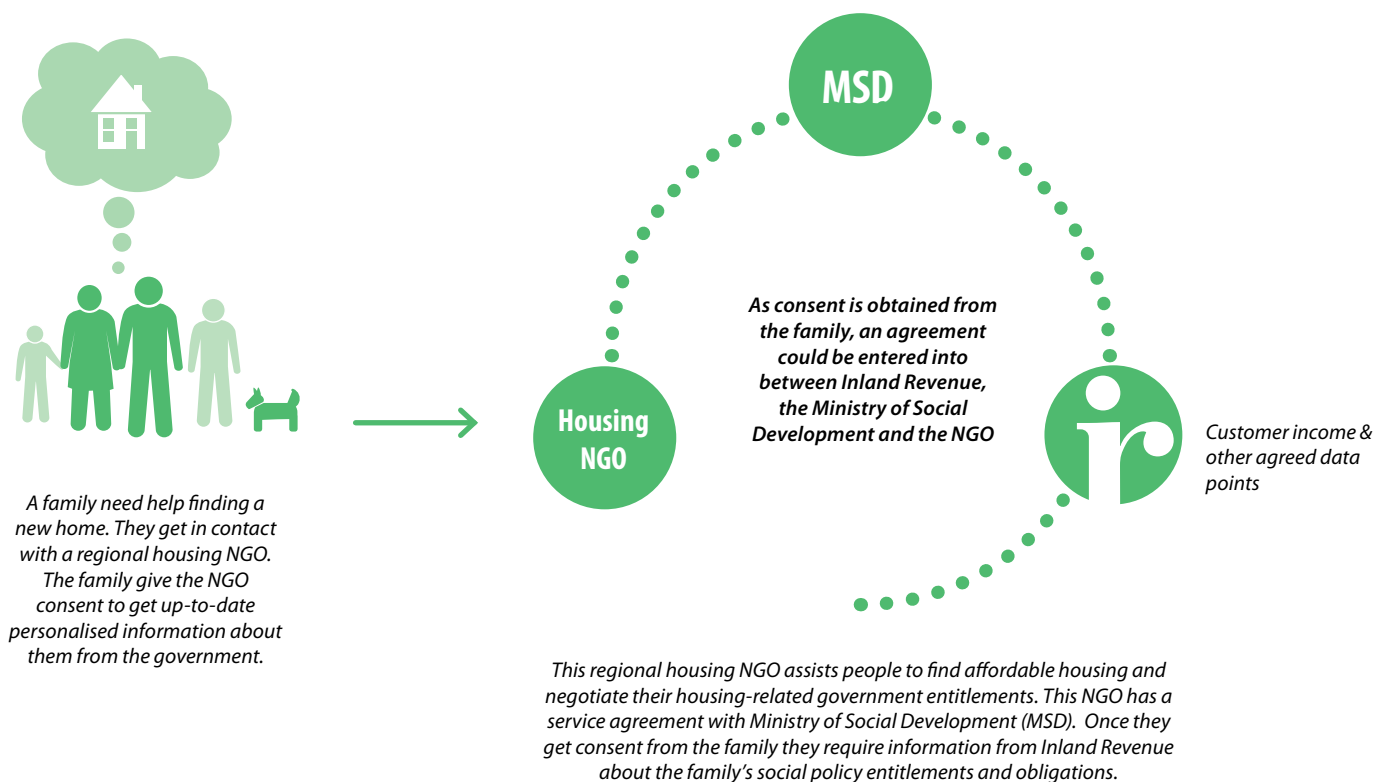 MSD
As consent is obtained from
the family, an agreement
could be entered into
between Inland Revenue,
the Ministry of Social
Development and the NGO
Housing
NGO
ir
Customer income &
other agreed data
points
A family need help finding a
new home. They get in contact
with a regional housing NGO.
The family give the NGO
consent to get up-to-date
personalised information about
them from the government.
This regional housing NGO assists people to find affordable housing and
negotiate their housing-related government entitlements. This NGO has a
service agreement with Ministry of Social Development (MSD).  Once they
get consent from the family they require information from Inland Revenue
about the family's social policy entitlements and obligations.